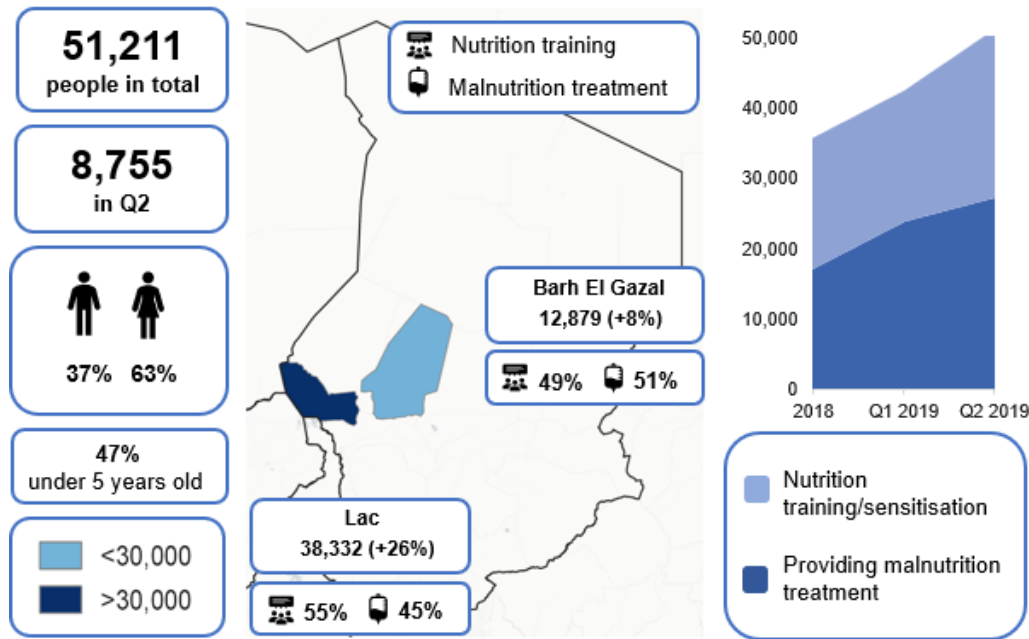 51,211
people in total
8,755
in Q2
37% 63%
47%
under 5 years old
<30,000
>30,000
Nutrition training
Malnutrition treatment
Barh El Gazal
12,879 (+8%)
49% 51%
Lac
38,332 (+26%)
55% 45%
50,000
40,000
30,000
20,000
10,000
0
2018 Q1 2019 Q2 2019
Nutrition
training/sensitisation
Providing malnutrition
treatment